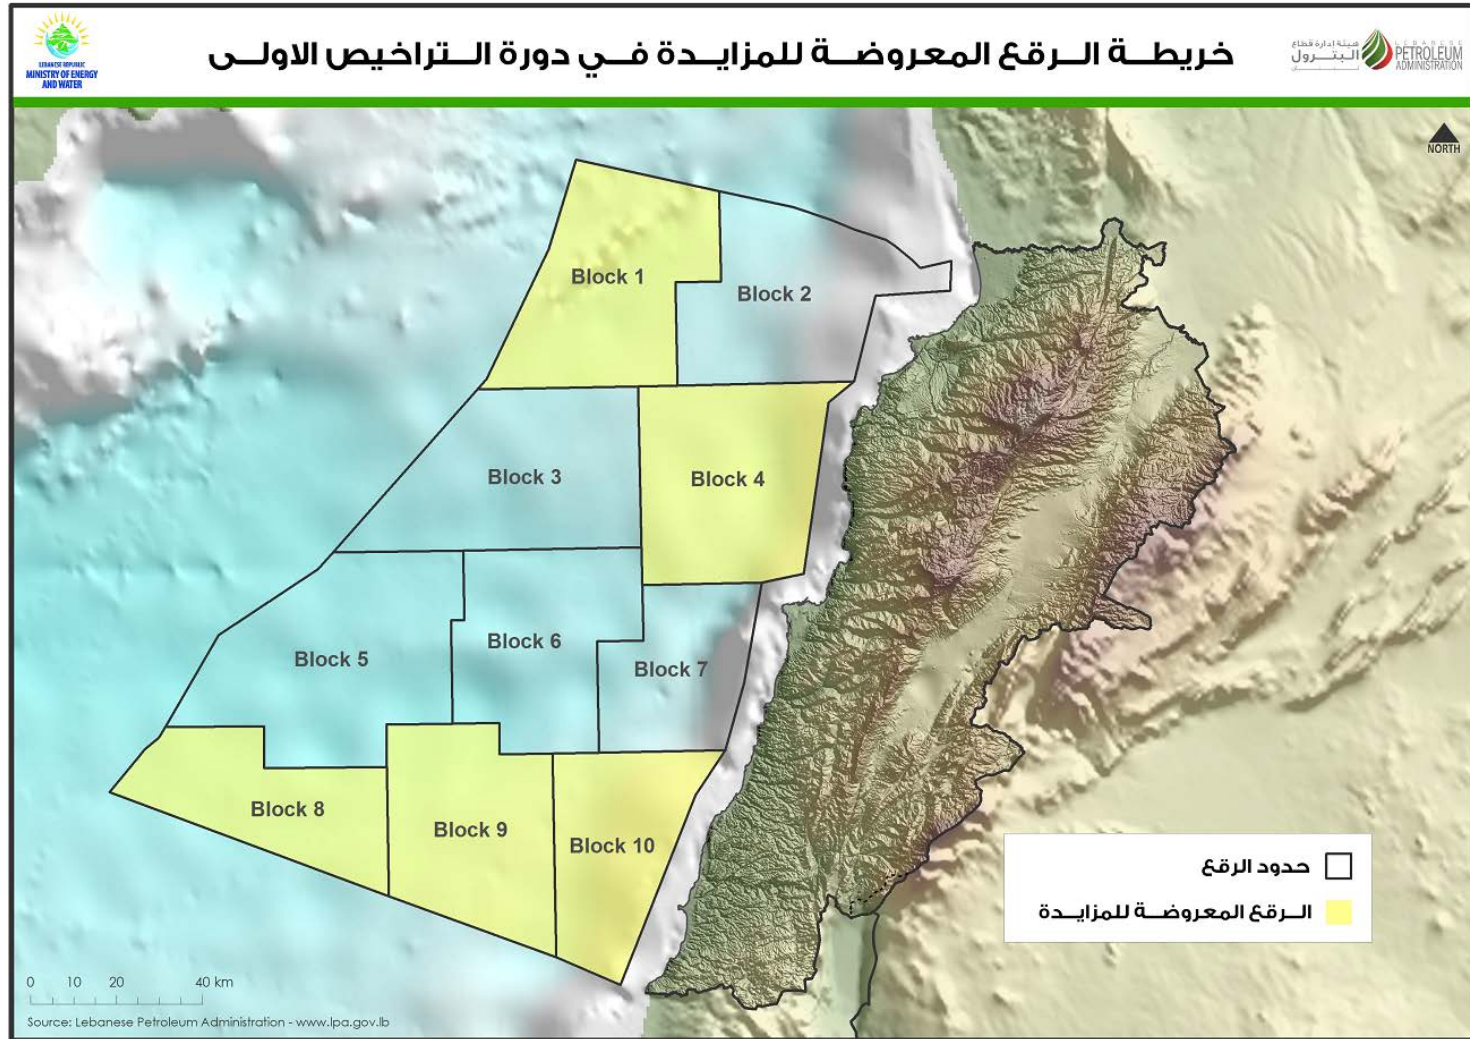 LEBANESE REPUBLIC
MINISTRY OF ENERGY
AND WATER
خريطة الرقع المعروضة للمزايدة في دورة التراخيص الاولى
هيئة إدارة قطاع
البترول
LEBANESE
PETROLEUM
ADMINISTRATION
NORTH
Block 1
Block 2
Block 3
Block 4
Block 5
Block 6
Block 7
Block 8
Block 9
Block 10
حدود الرقع
الرقع المعروضة للمزايدة
0 10 20 40 km
Source: Lebanese Petroleum Administration - www.lpa.gov.lb